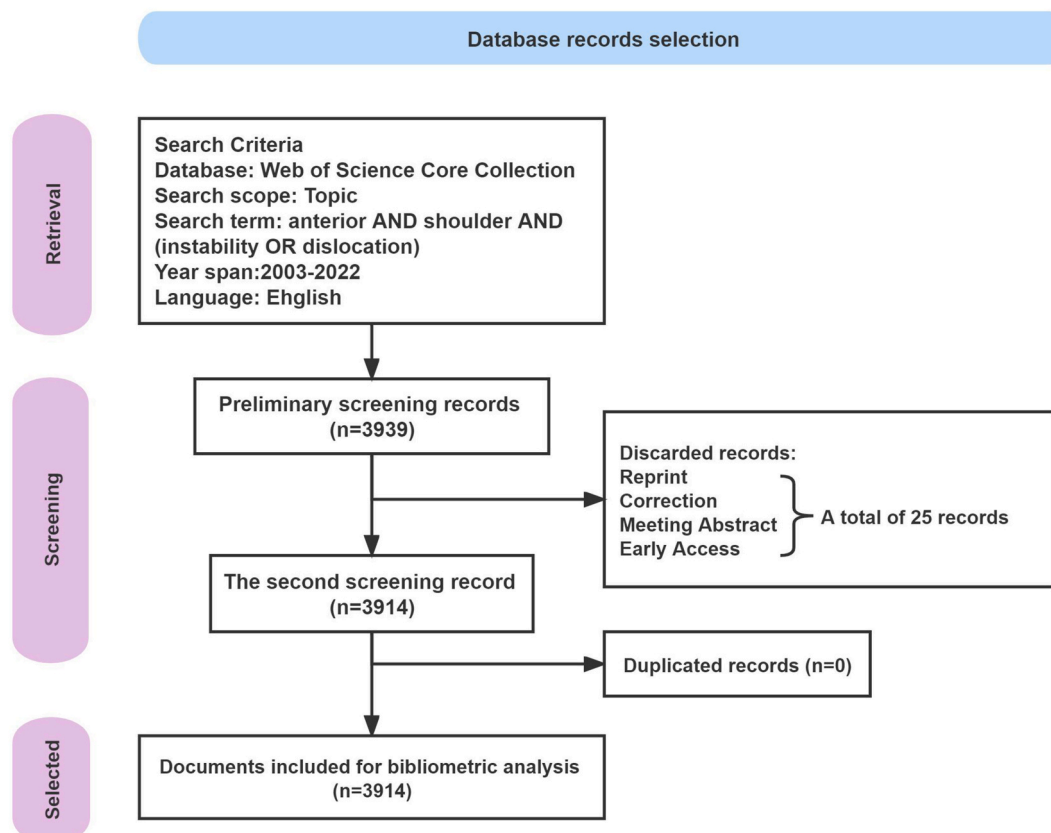 Database records selection
Retrieval
Search Criteria
Database: Web of Science Core Collection
Search scope: Topic
Search term: anterior AND shoulder AND
(instability OR dislocation)
Year span:2003-2022
Language: Ehglish
Screening
Preliminary screening records
(n=3939)
Discarded records:
Reprint
Correction
Meeting Abstract
Early Access
A total of 25 records
The second screening record
(n=3914)
Duplicated records (n=0)
Selected
Documents included for bibliometric analysis
(n=3914)